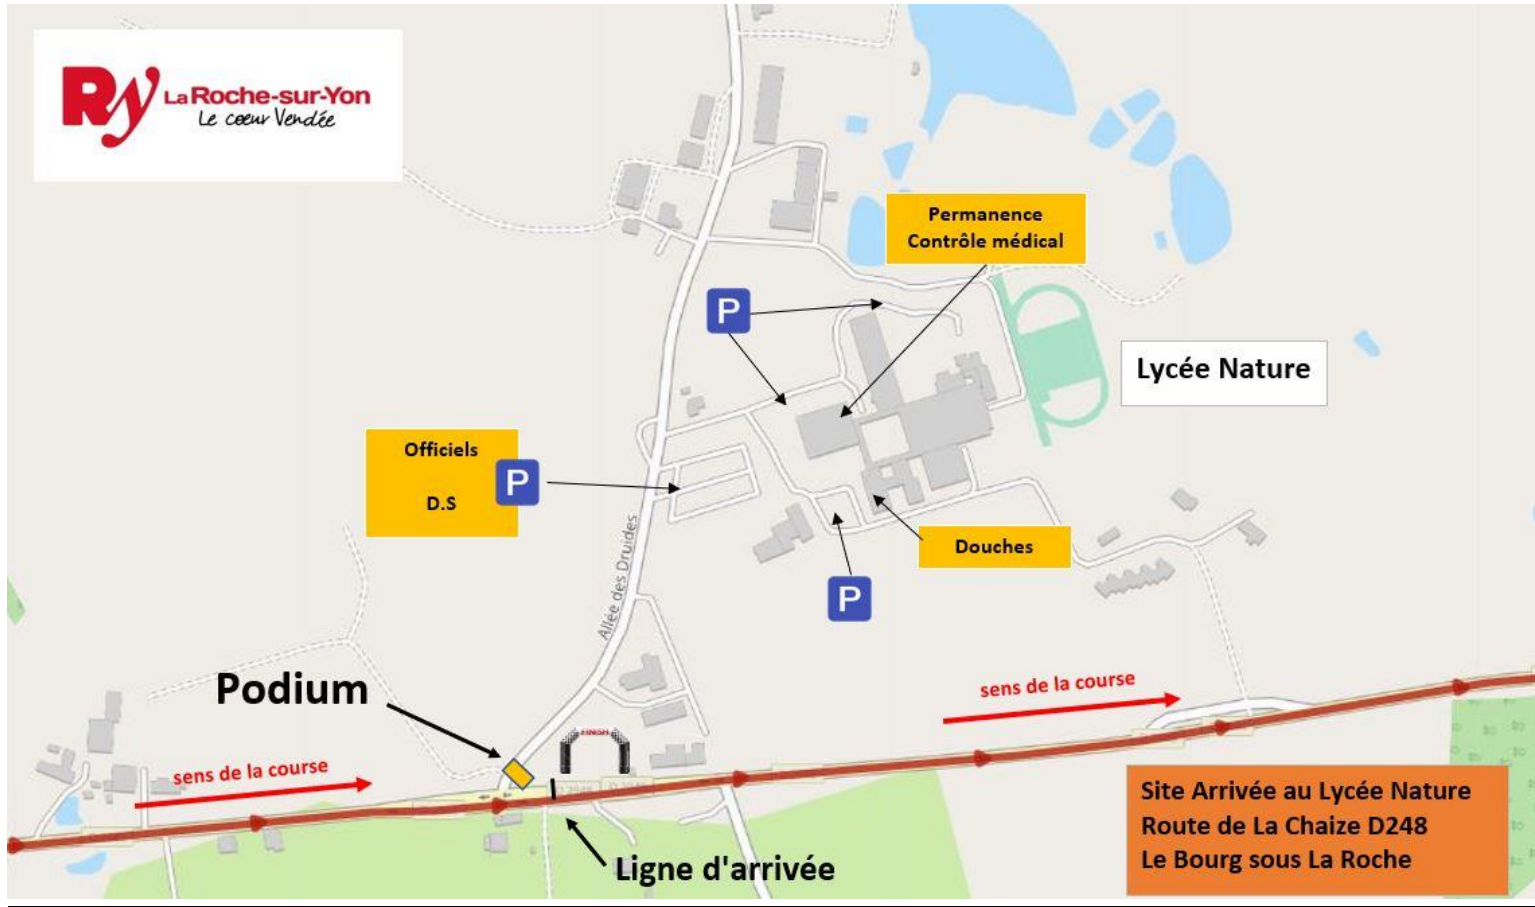 Ry
La Roche-sur-Yon
Le cœur Vendée
Permanence
Contrôle médical
P
Lycée Nature
Officiels
P
D.S
Douches
P
Allée des Druides
Podium
sens de la course
FINISH
sens de la course
Ligne d'arrivée
Site Arrivée au Lycée Nature
Route de La Chaize D248
Le Bourg sous La Roche